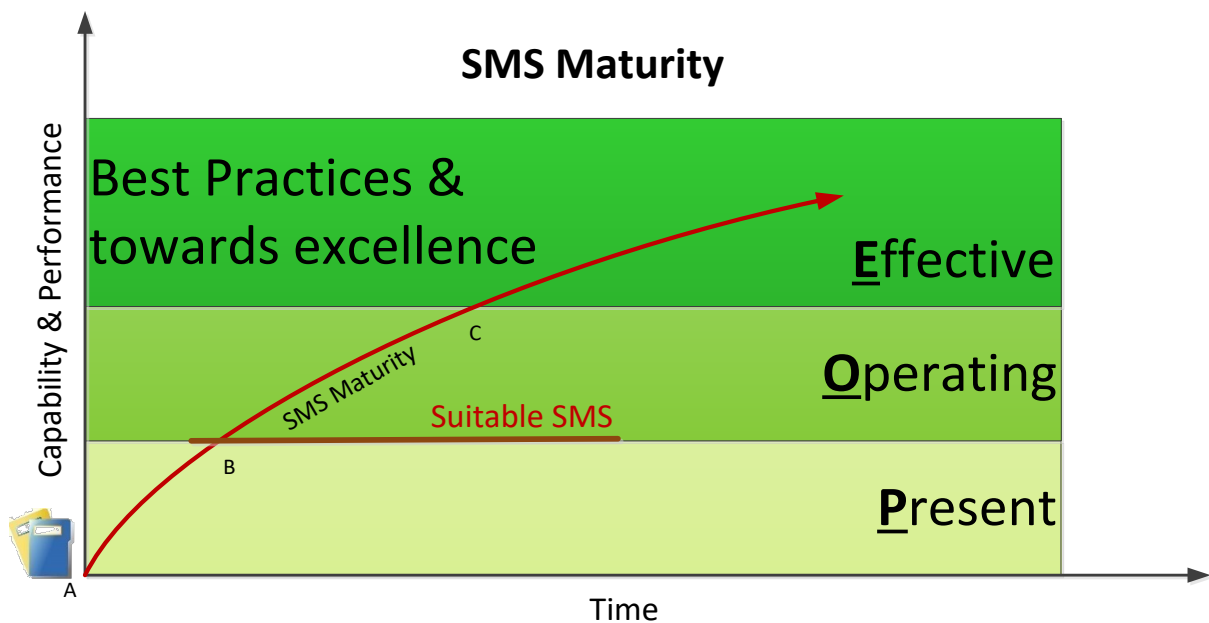 SMS Maturity
Capability & Performance
Best Practices &
towards excellence
Effective
C
SMS Maturity
Operating
Suitable SMS
B
Present
A
Time